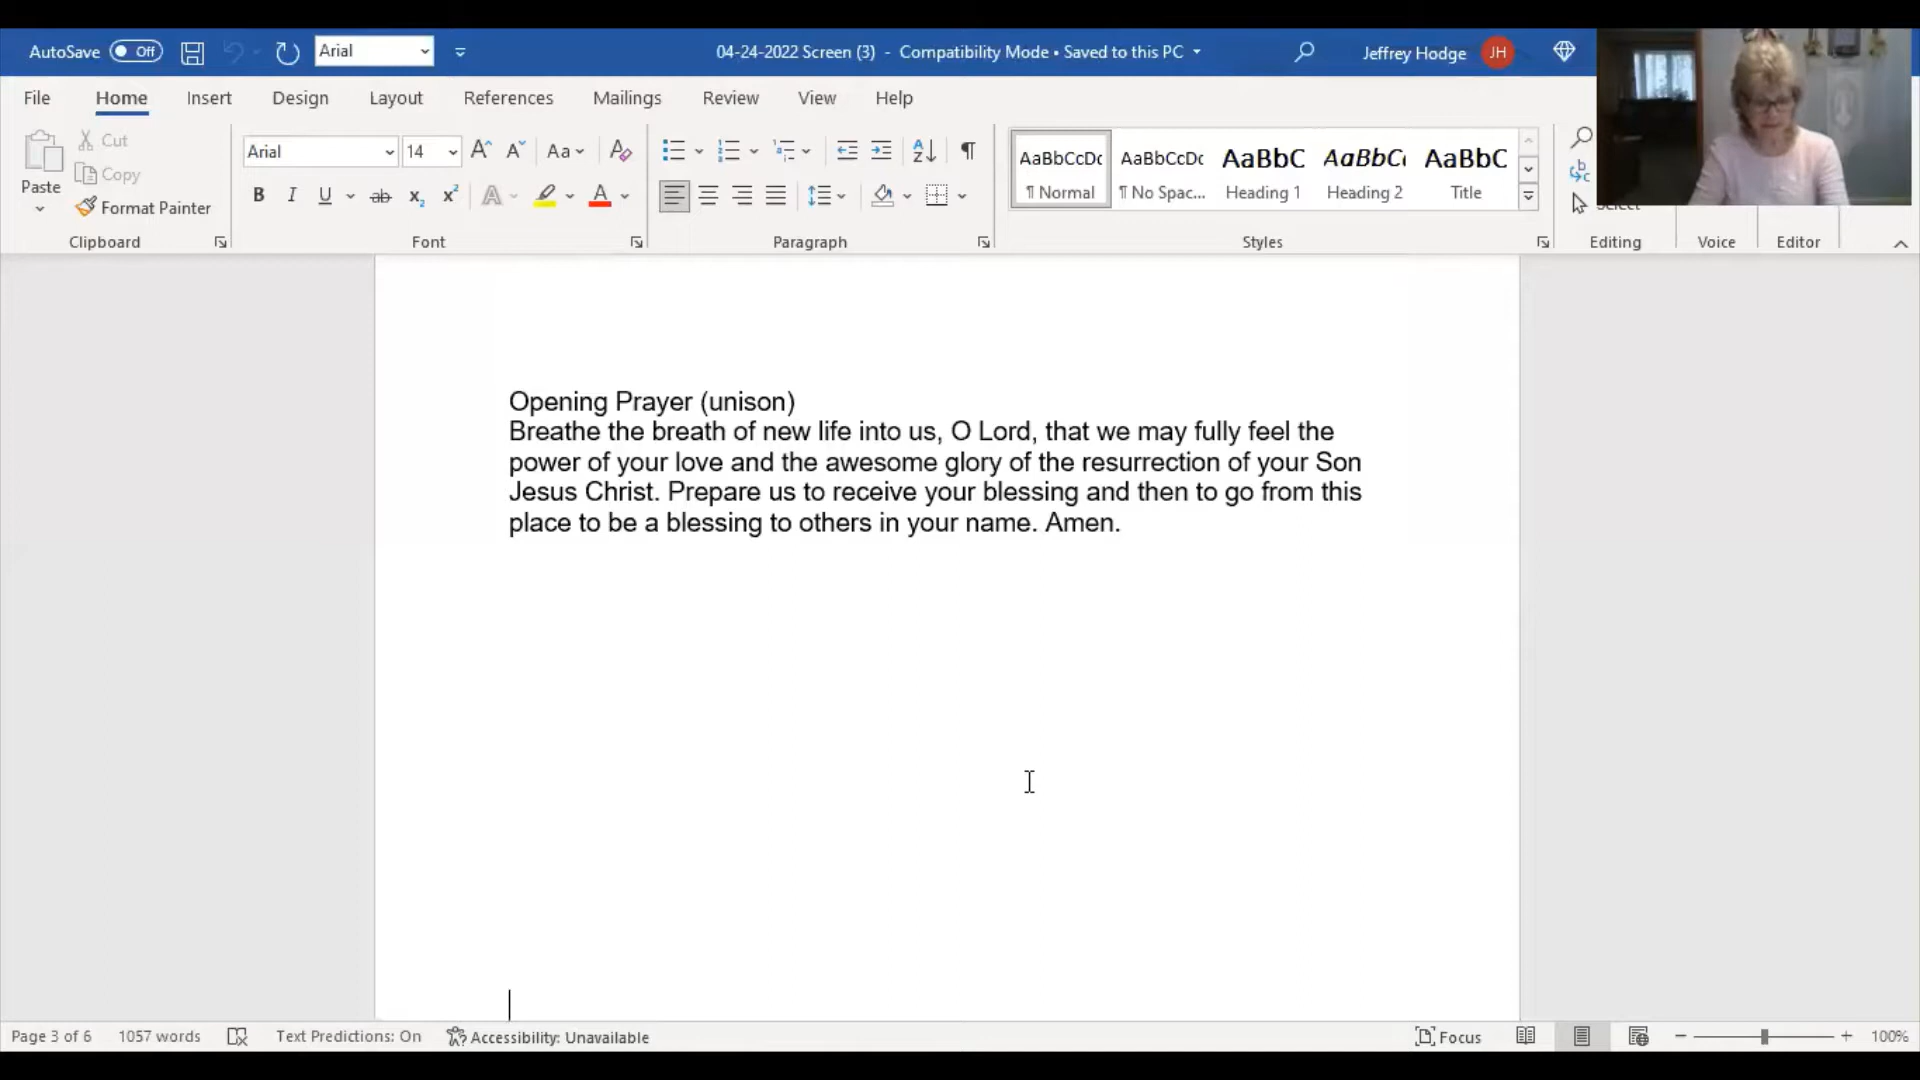 AutoSave Off Arial 04-24-2022 Screen (3) - Compatibility Mode • Saved to this PC Jeffrey Hodge JH
File Home Insert Design Layout References Mailings Review View Help
Paste Cut Copy Format Painter
Arial 14 Aa
B I U ab x2 x2 A A
AaBbCcDc AaBbCcDc AaBbC AaBbC AaBbC
¶ Normal ¶ No Spac... Heading 1 Heading 2 Title
Select
Clipboard Font Paragraph Styles Editing Voice Editor
Opening Prayer (unison)
Breathe the breath of new life into us, O Lord, that we may fully feel the
power of your love and the awesome glory of the resurrection of your Son
Jesus Christ. Prepare us to receive your blessing and then to go from this
place to be a blessing to others in your name. Amen.
Page 3 of 6 1057 words Text Predictions: On Accessibility: Unavailable Focus 100%